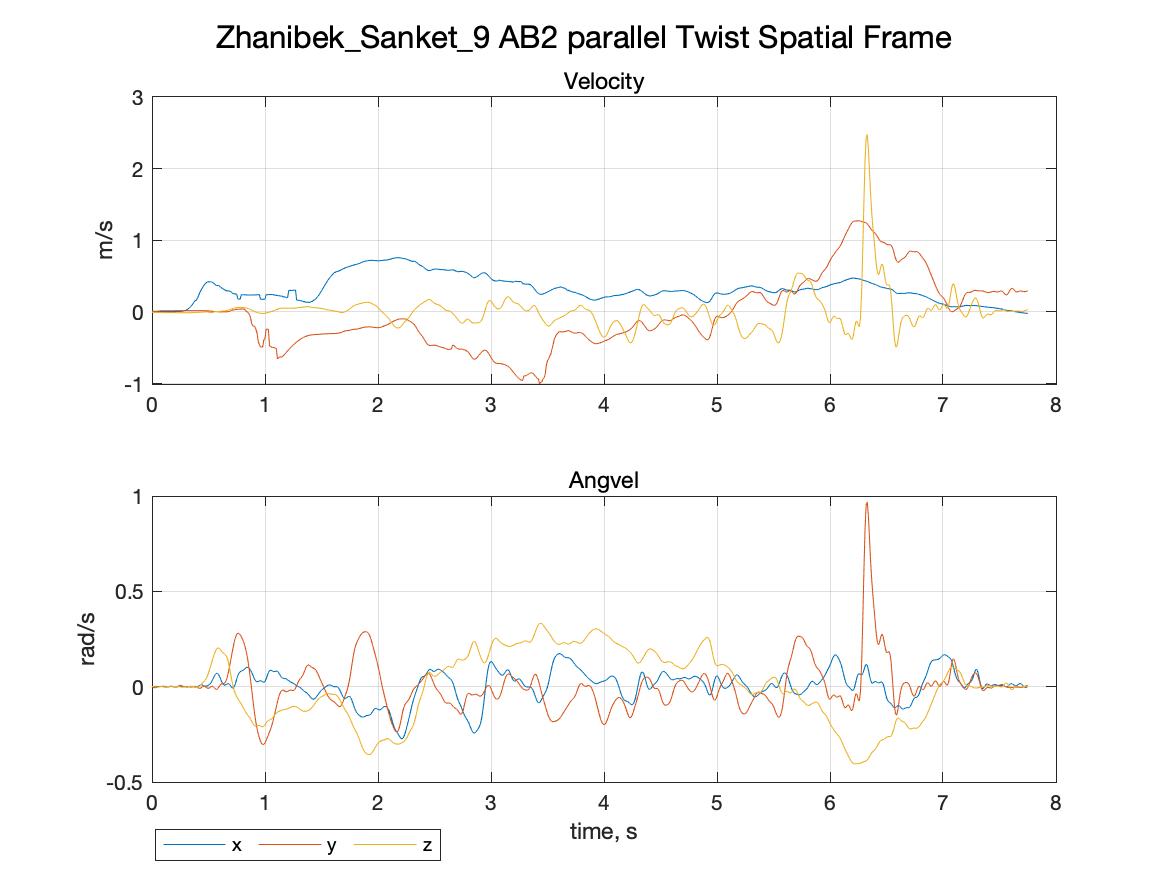 Zhanibek_Sanket_9 AB2 parallel Twist Spatial Frame
Velocity
3
2
1
0
-1
m/s
0 1 2 3 4 5 6 7 8
Angvel
1
0.5
0
-0.5
rad/s
0 1 2 3 4 5 6 7 8
time, s
x y z